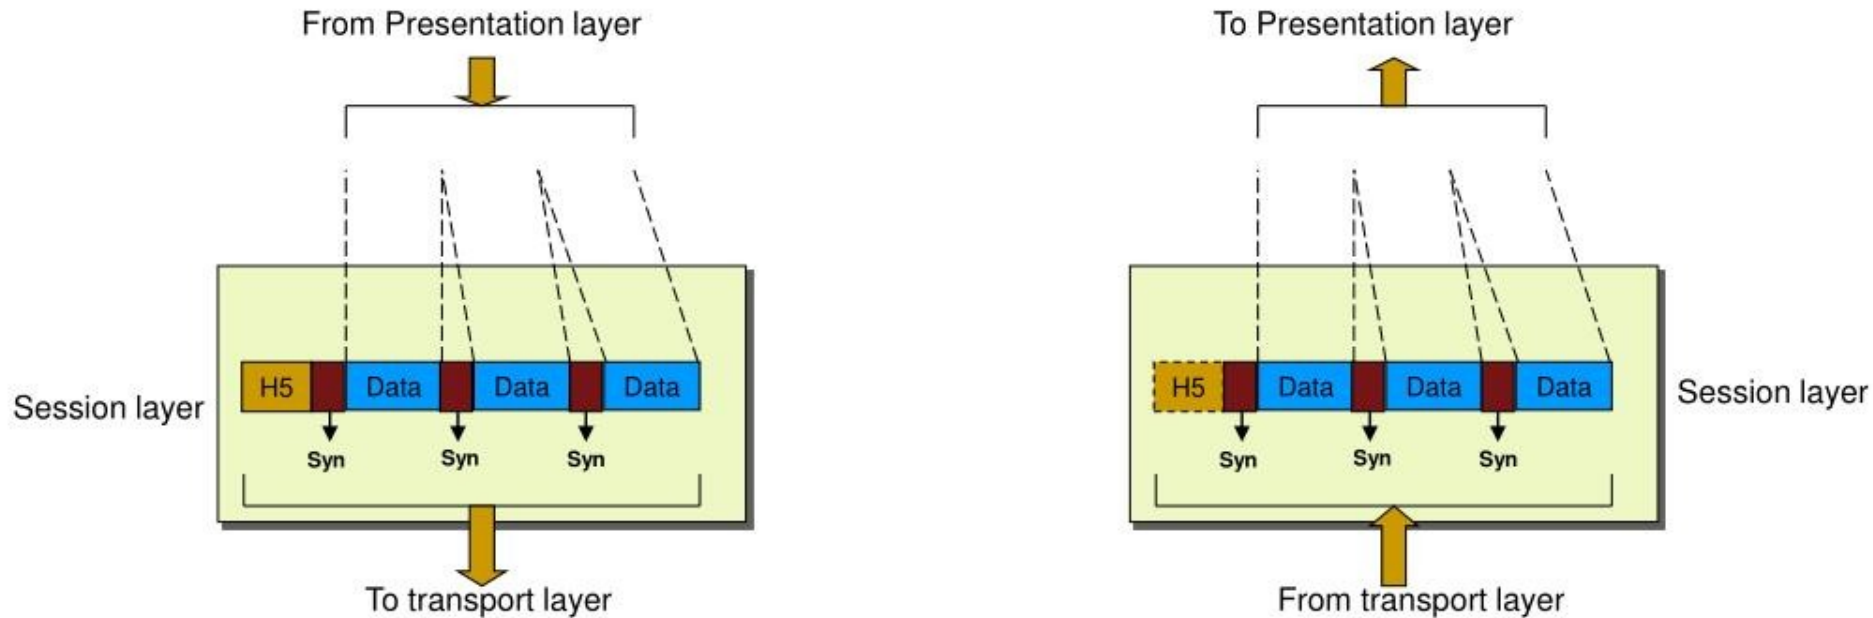 From Presentation layer
To Presentation layer
H5 Data Data Data
H5 Data Data Data
Session layer
Session layer
Syn Syn Syn
Syn Syn Syn
To transport layer
From transport layer